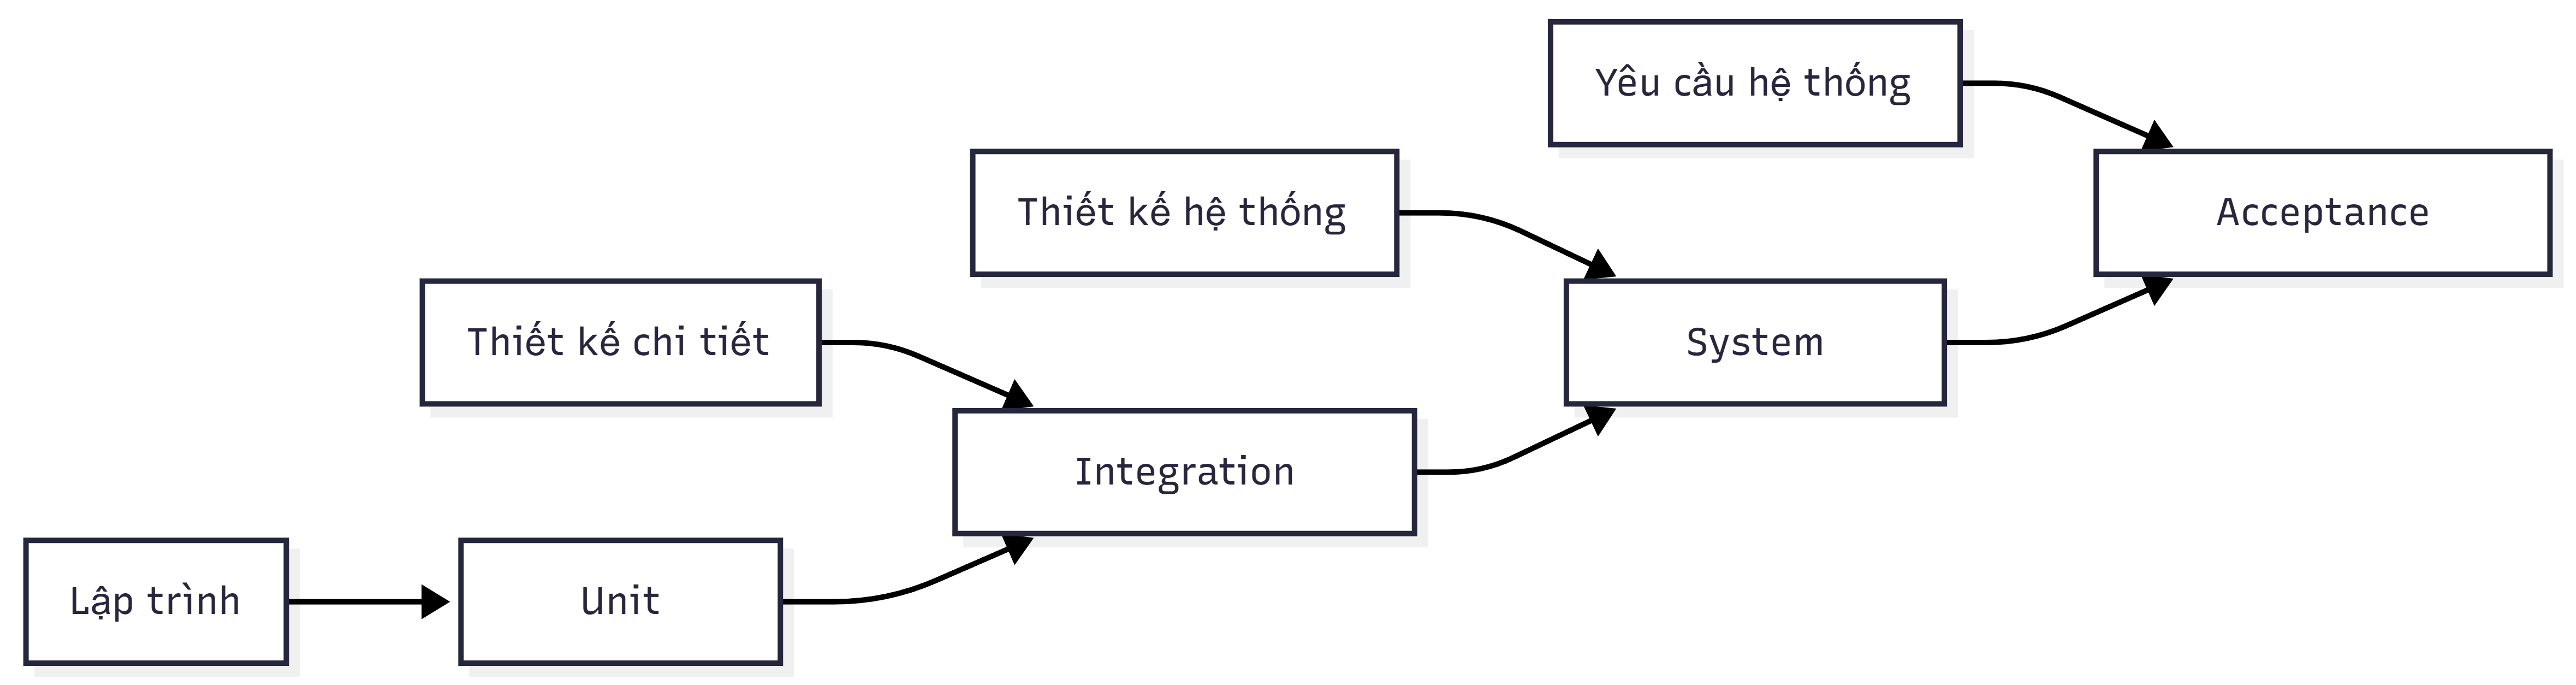 Yêu cầu hệ thống
Thiết kế hệ thống
Acceptance
Thiết kế chi tiết
System
Integration
Lập trình
Unit